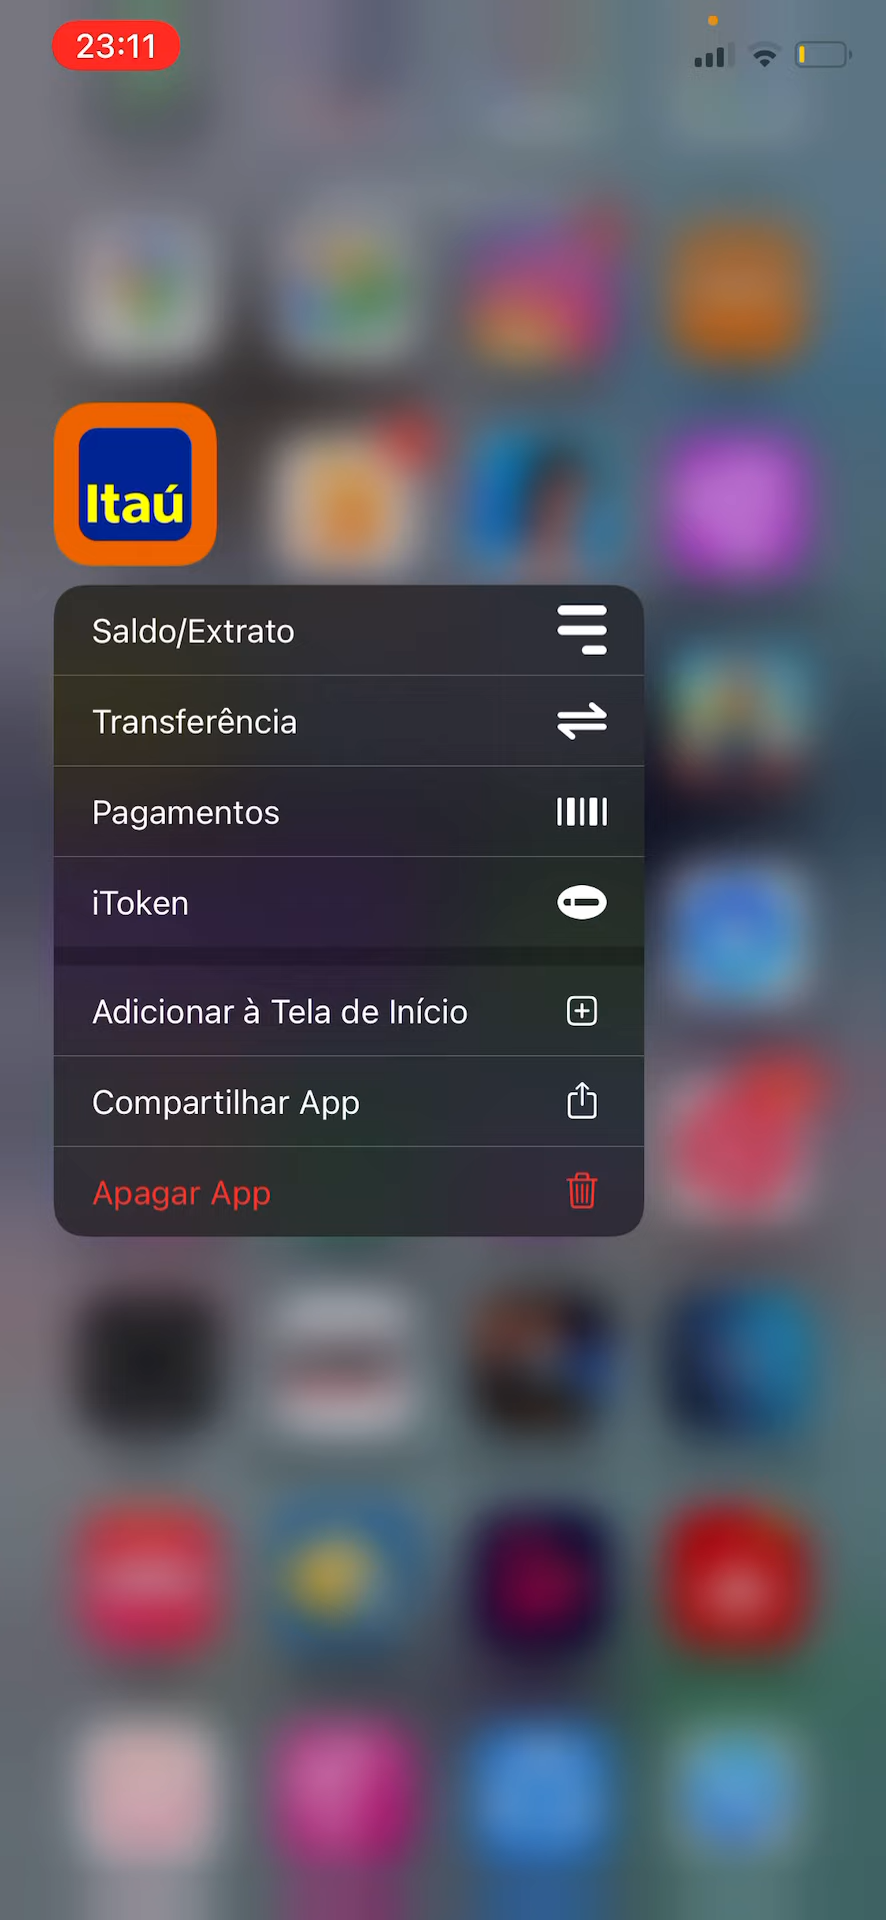 23:11
Itaú
Saldo/Extrato
Transferência
Pagamentos
iToken
Adicionar à Tela de Início
Compartilhar App
Apagar App